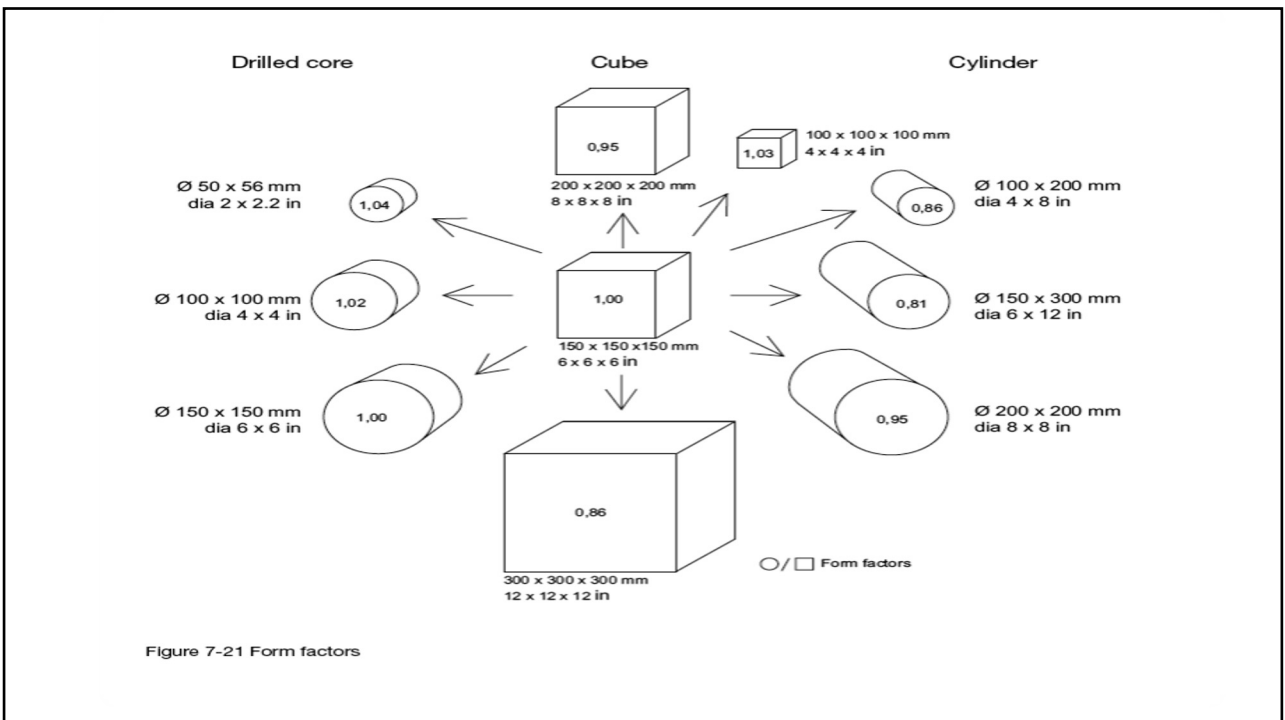 Drilled core
Cube
Cylinder
0,95
200 x 200 x 200 mm
8 x 8 x 8 in
1,03
100 x 100 x 100 mm
4 x 4 x 4 in
Ø 50 x 56 mm
dia 2 x 2.2 in
1,04
0,86
Ø 100 x 200 mm
dia 4 x 8 in
Ø 100 x 100 mm
dia 4 x 4 in
1,02
1,00
150 x 150 x150 mm
6 x 6 x 6 in
0,81
Ø 150 x 300 mm
dia 6 x 12 in
Ø 150 x 150 mm
dia 6 x 6 in
1,00
0,95
Ø 200 x 200 mm
dia 8 x 8 in
0,86
300 x 300 x 300 mm
12 x 12 x 12 in
Form factors
Figure 7-21 Form factors